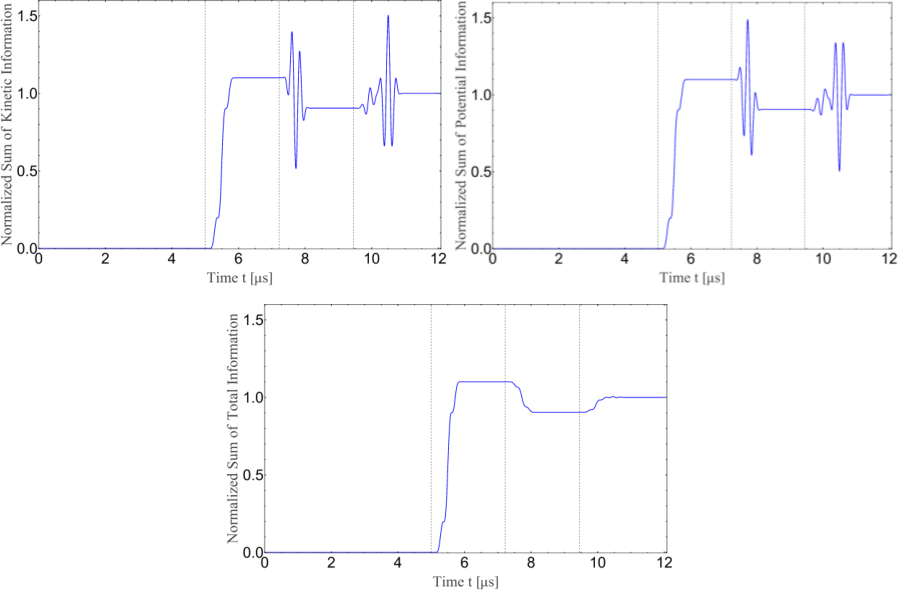 Normalized Sum of Kinetic Information
1.5
1.0
0.5
0.0
0 2 4 6 8 10 12
Time t [μs]
Normalized Sum of Potential Information
1.5
1.0
0.5
0.0
0 2 4 6 8 10 12
Time t [μs]
Normalized Sum of Total Information
1.5
1.0
0.5
0.0
0 2 4 6 8 10 12
Time t [μs]